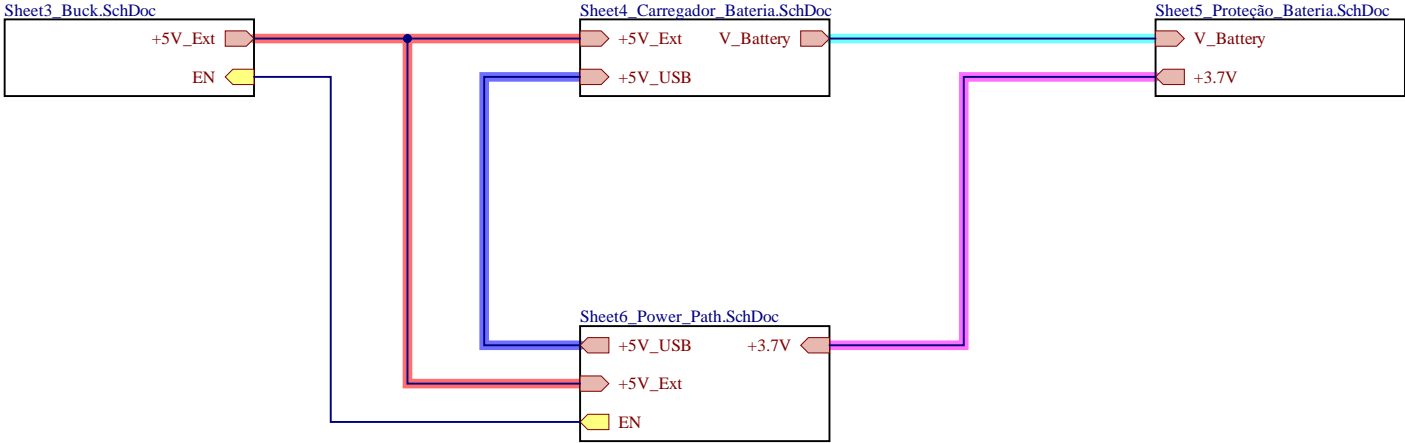 Sheet3_Buck.SchDoc
+5V_Ext
EN
Sheet4_Carregador_Bateria.SchDoc
+5V_Ext V_Battery
+5V_USB
Sheet5_Proteção_Bateria.SchDoc
V_Battery
+3.7V
Sheet6_Power_Path.SchDoc
+5V_USB +3.7V
+5V_Ext
EN